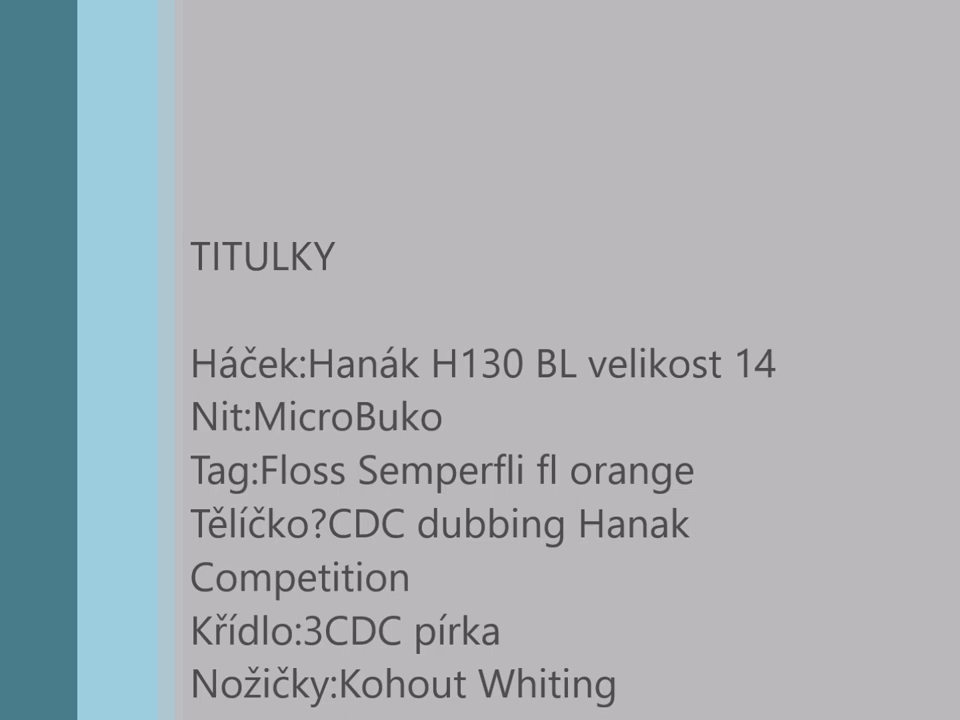 TITULKY
Háček:Hanák H130 BL velikost 14
Nit:MicroBuko
Tag:Floss Semperfli fl orange
Tělíčko?CDC dubbing Hanak
Competition
Křídlo:3CDC pírka
Nožičky:Kohout Whiting